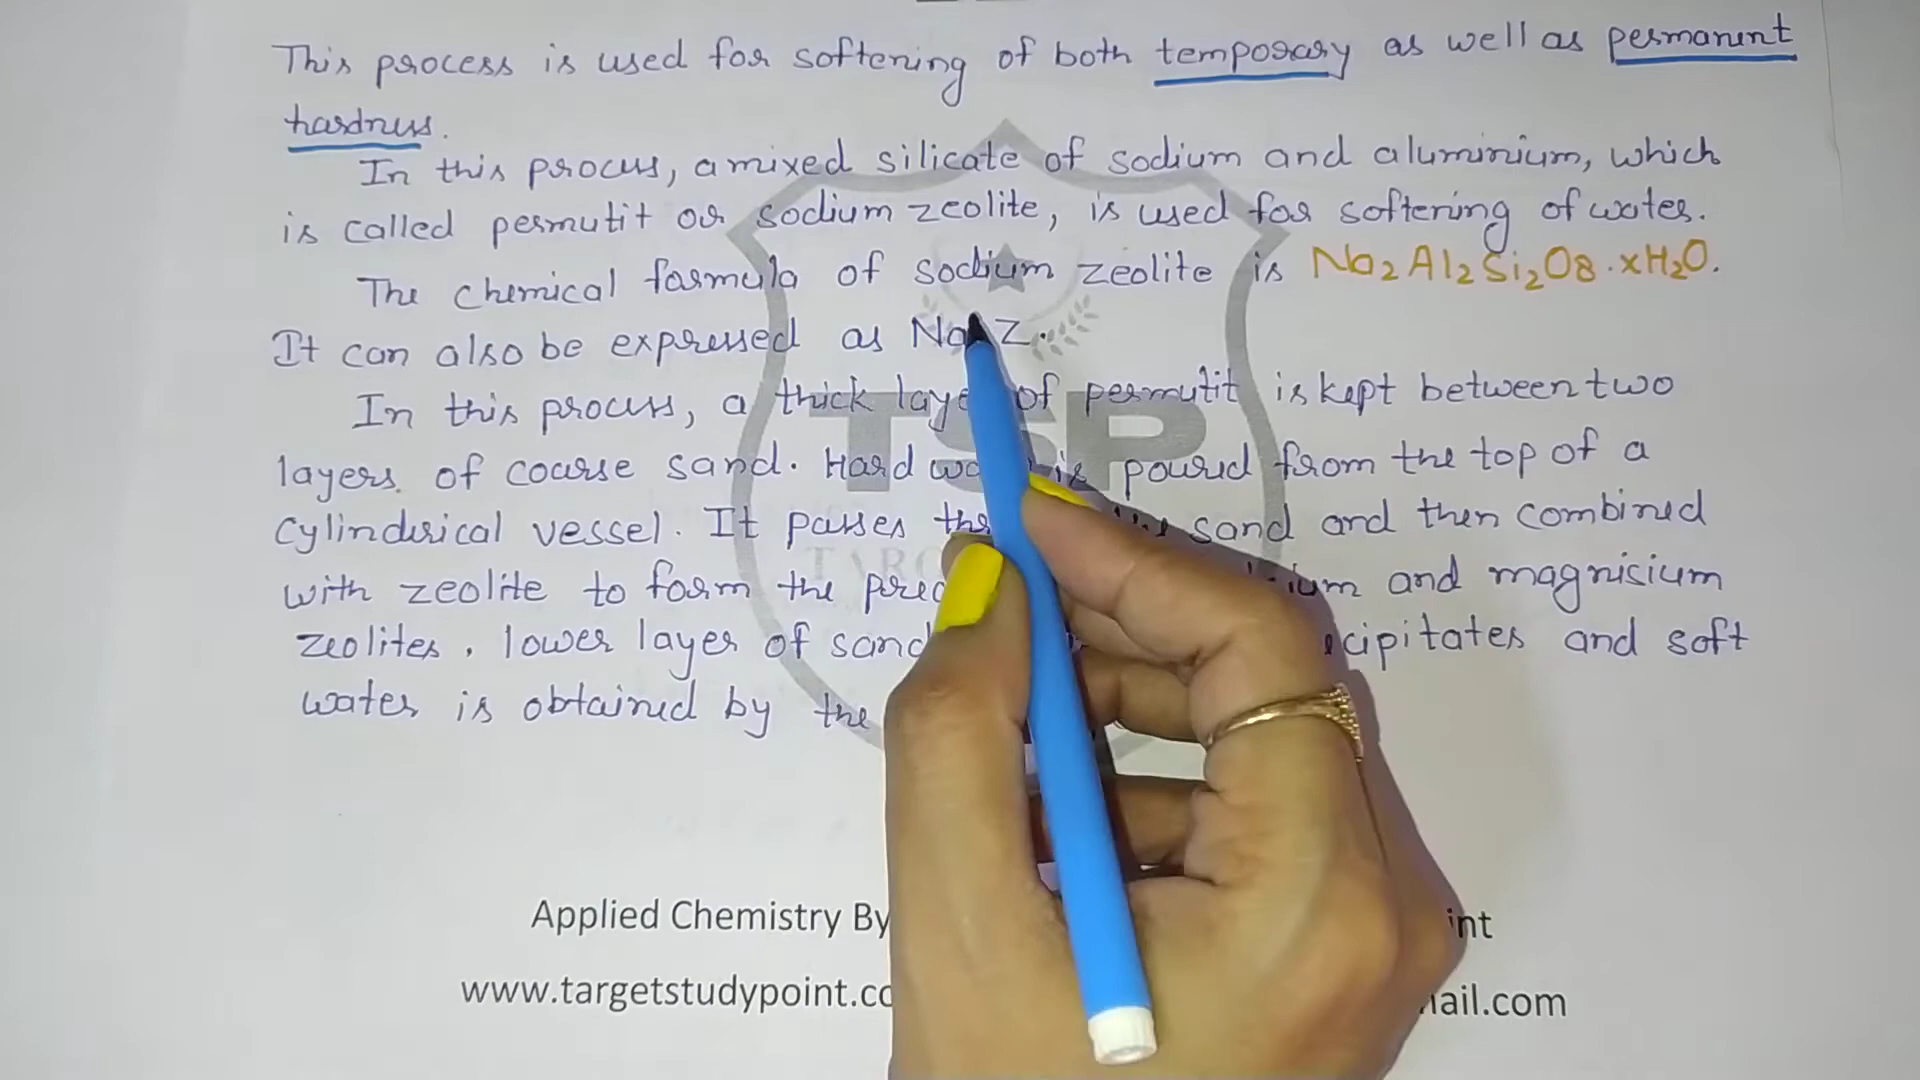 This process is used for softening of both temporary as well as permanent
hardness.
In this process, a mixed silicate of sodium and aluminium, which
is called permutit or sodium zeolite, is used for softening of water.
The chemical formula of sodium zeolite is Na2Al2Si2O8.xH2O.
It can also be expressed as Na Z.
In this process, a thick laye of permutit is kept between two
layers of coarse sand. Hard is poured from the top of a
cylindrical vessel. It passes sand and then combined
with zeolite to form the and magnisium
zeolites. lower layer of sand and soft
water is obtained by the
TSP
Applied Chemistry By
www.targetstudypoint.co